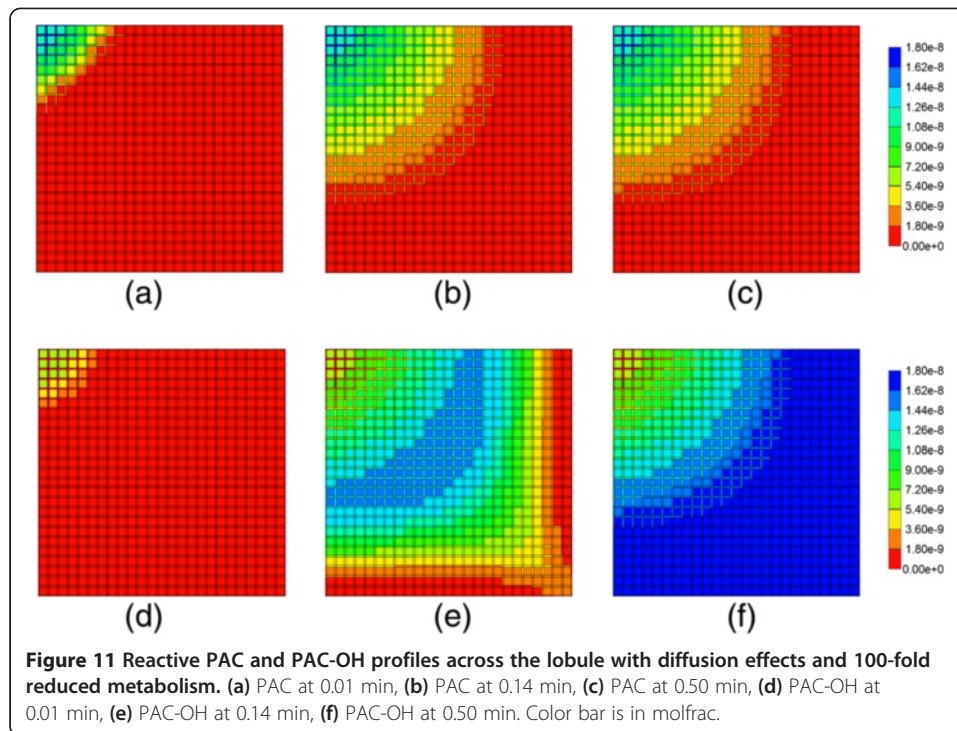 1.80e-8
1.62e-8
1.44e-8
1.26e-8
1.08e-8
9.00e-9
7.20e-9
5.40e-9
3.60e-9
1.80e-9
0.00e+0
(a) (b) (c)
1.80e-8
1.62e-8
1.44e-8
1.26e-8
1.08e-8
9.00e-9
7.20e-9
5.40e-9
3.60e-9
1.80e-9
0.00e+0
(d) (e) (f)
Figure 11 Reactive PAC and PAC-OH profiles across the lobule with diffusion effects and 100-fold
reduced metabolism. (a) PAC at 0.01 min, (b) PAC at 0.14 min, (c) PAC at 0.50 min, (d) PAC-OH at
0.01 min, (e) PAC-OH at 0.14 min, (f) PAC-OH at 0.50 min. Color bar is in molfrac.